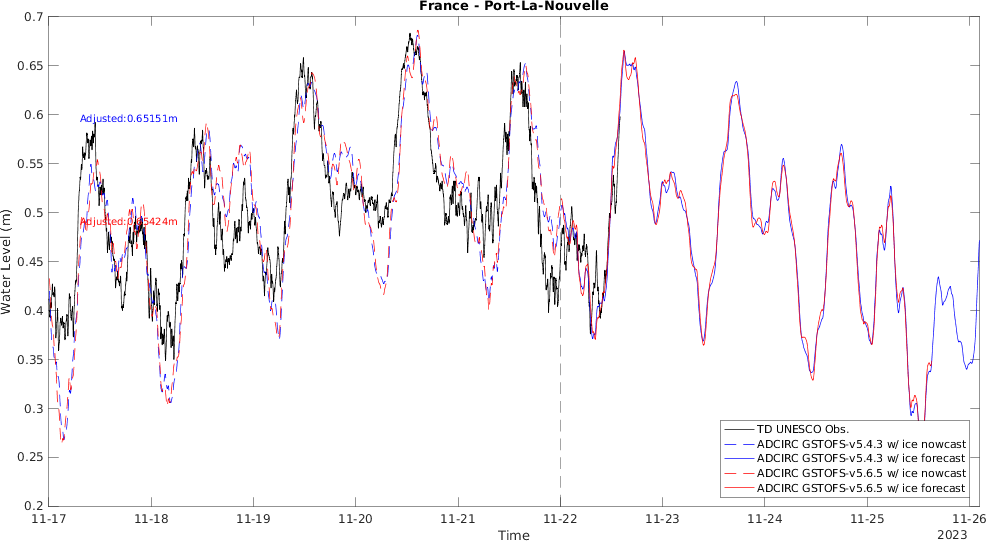 France - Port-La-Nouvelle
0.7
0.65
0.6
0.55
0.5
0.45
0.4
0.35
0.3
0.25
0.2
Water Level (m)
Adjusted:0.65151m
TD UNESCO Obs.
ADCIRC GSTOFS-v5.4.3 w/ ice nowcast
ADCIRC GSTOFS-v5.4.3 w/ ice forecast
ADCIRC GSTOFS-v5.6.5 w/ ice nowcast
ADCIRC GSTOFS-v5.6.5 w/ ice forecast
11-17 11-18 11-19 11-20 11-21 11-22 11-23 11-24 11-25 11-26
Time
2023